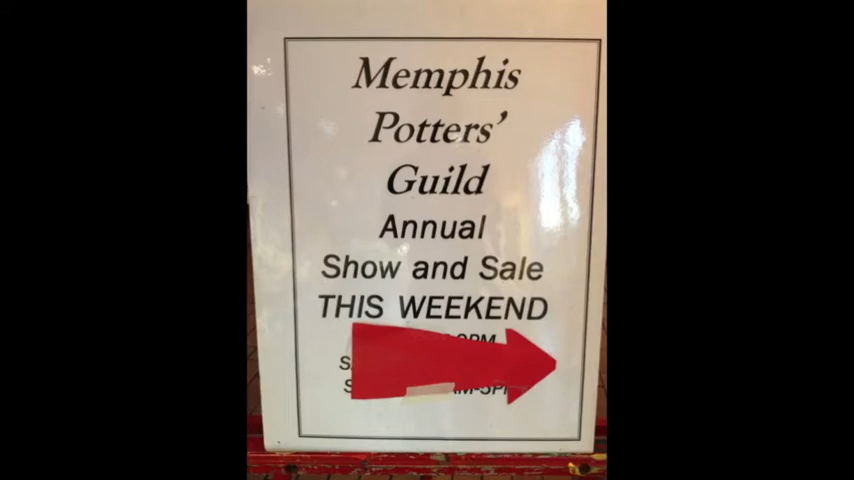 Memphis
Potters'
Guild
Annual
Show and Sale
THIS WEEKEND